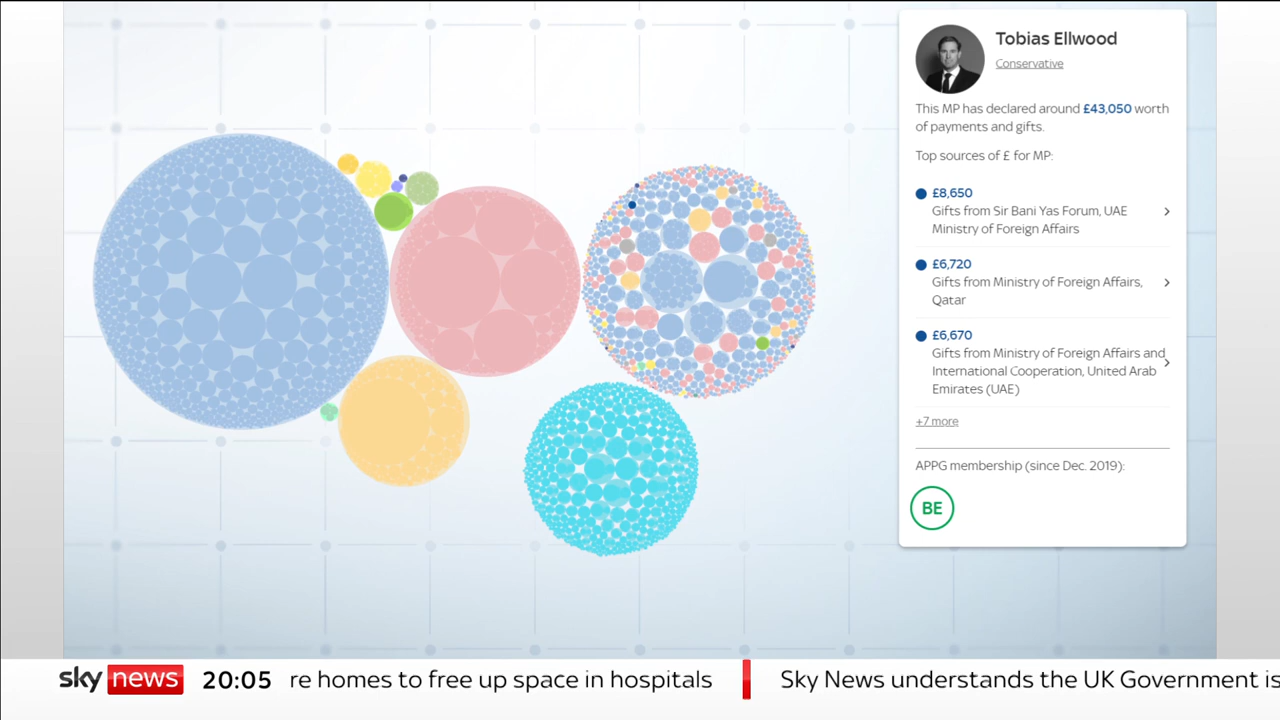 Tobias Ellwood
Conservative
This MP has declared around £43,050 worth
of payments and gifts.
Top sources of £ for MP:
£8,650
Gifts from Sir Bani Yas Forum, UAE
Ministry of Foreign Affairs
£6,720
Gifts from Ministry of Foreign Affairs,
Qatar
£6,670
Gifts from Ministry of Foreign Affairs and
International Cooperation, United Arab
Emirates (UAE)
+7 more
APPG membership (since Dec. 2019):
BE
sky news 20:05 re homes to free up space in hospitals Sky News understands the UK Government is